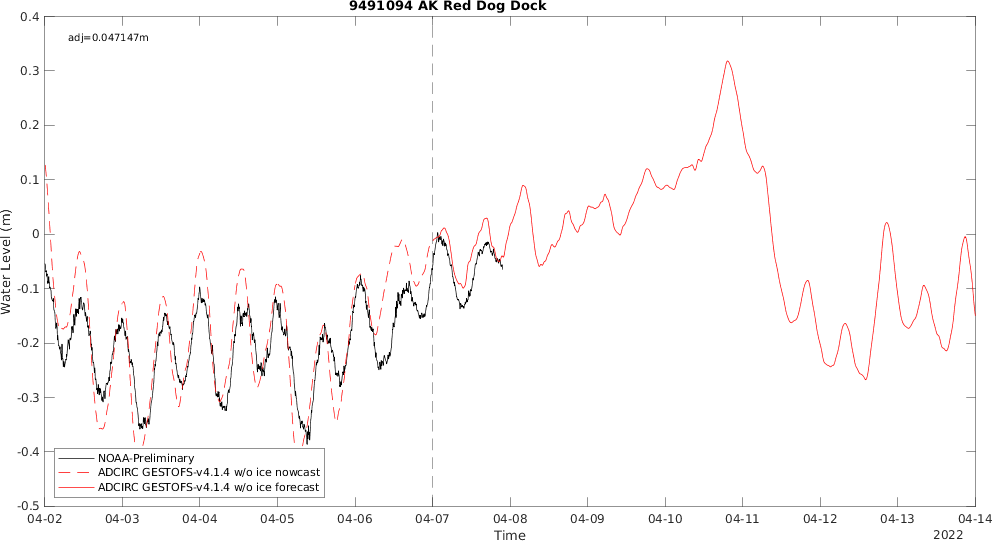 9491094 AK Red Dog Dock
adj=0.047147m
0.4
0.3
0.2
0.1
0
-0.1
-0.2
-0.3
-0.4
-0.5
Water Level (m)
NOAA-Preliminary
ADCIRC GESTOFS-v4.1.4 w/o ice nowcast
ADCIRC GESTOFS-v4.1.4 w/o ice forecast
04-02 04-03 04-04 04-05 04-06 04-07 04-08 04-09 04-10 04-11 04-12 04-13 04-14
Time
2022